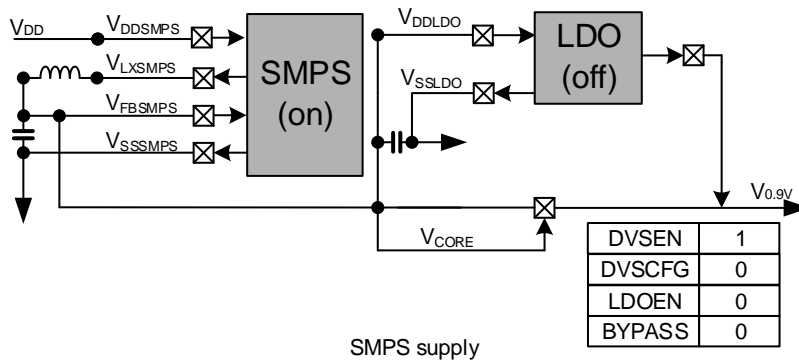 VDD
VDDSMPS
VLXSMPS
VFBSMPS
VSSSMPS
SMPS
(on)
VDDLDO
VSSLDO
LDO
(off)
VCORE
V0.9V
DVSEN 1
DVSCFG 0
LDOEN 0
BYPASS 0
SMPS supply